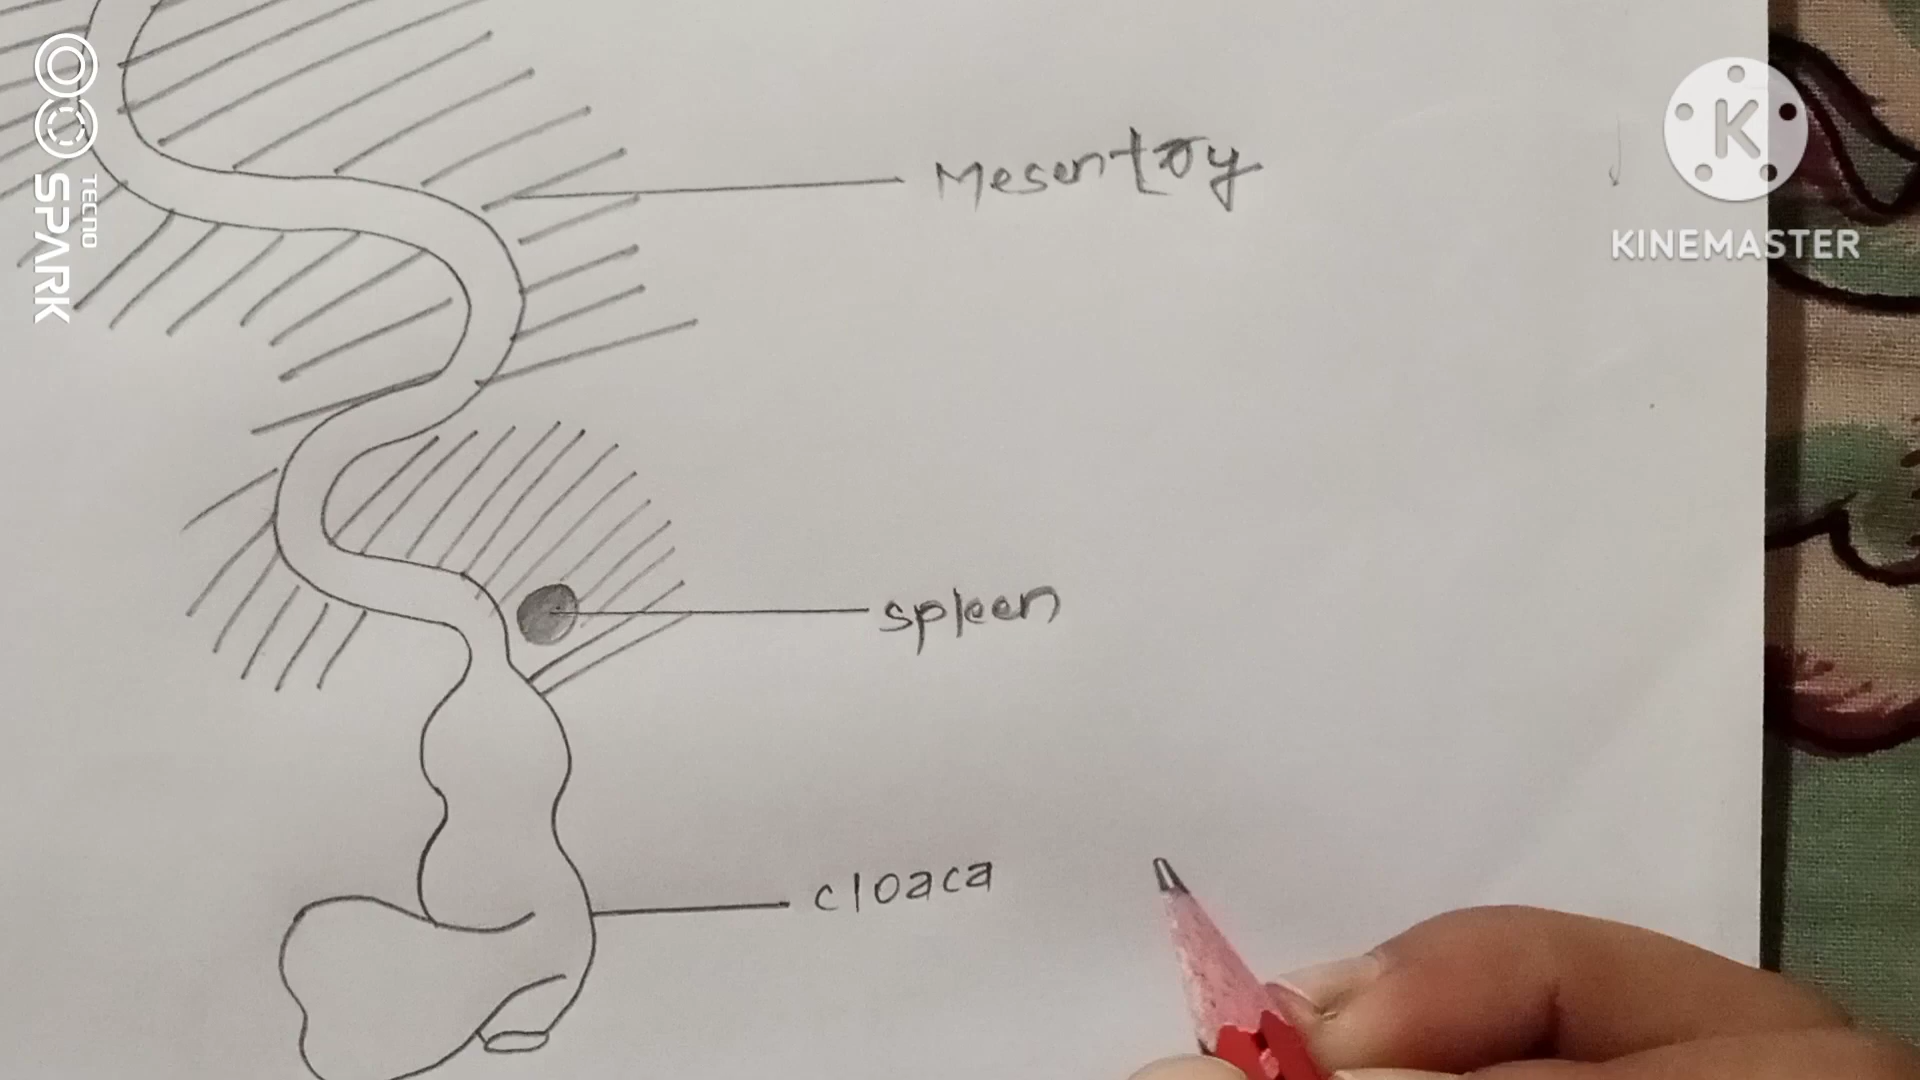 TECNO
SPARK
KINEMASTER
Mesentry
spleen
cloaca